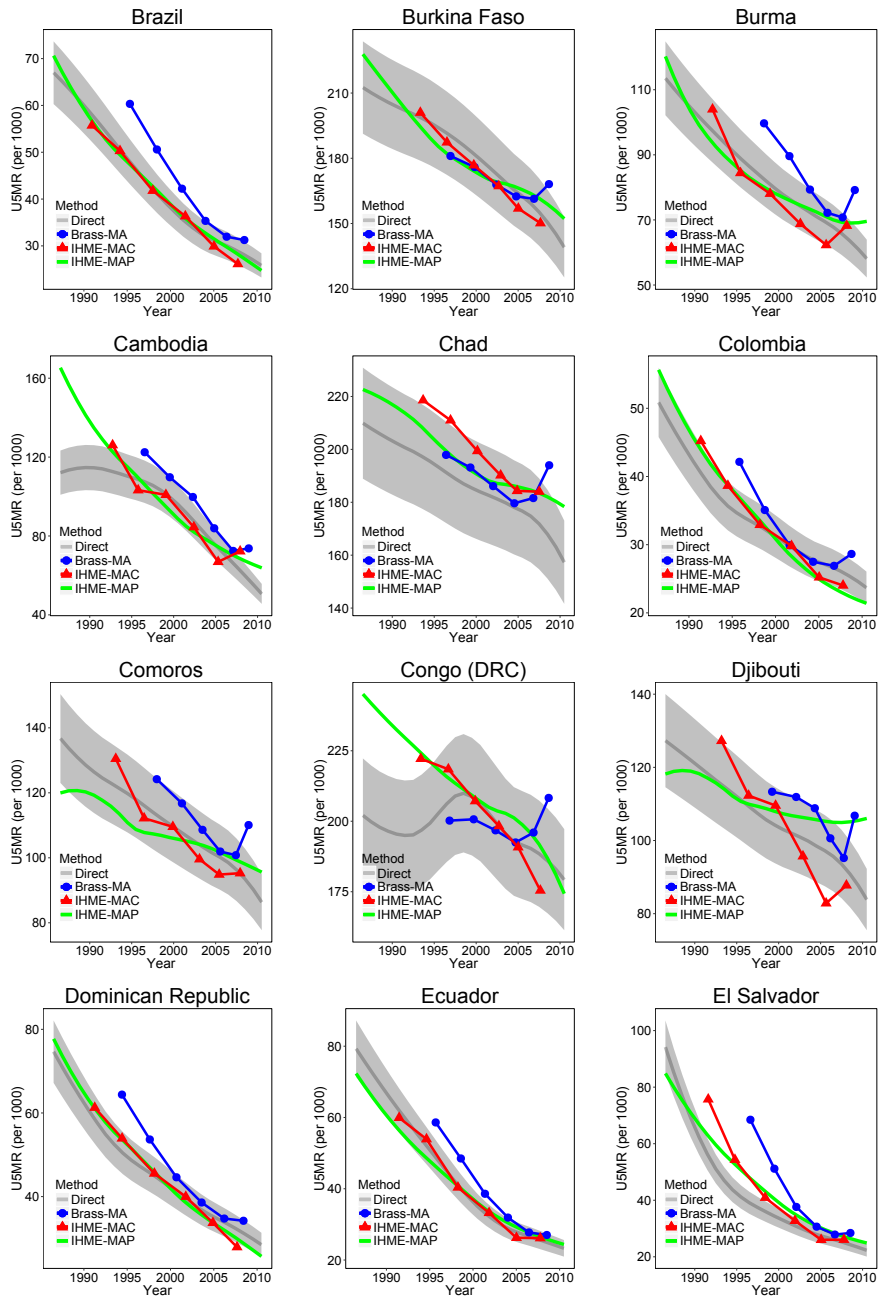 Brazil
U5MR (per 1000)
70
60
50
40
30
Method
Direct
Brass-MA
IHME-MAC
IHME-MAP
1990 1995 2000 2005 2010
Year
Burkina Faso
U5MR (per 1000)
210
180
150
120
Method
Direct
Brass-MA
IHME-MAC
IHME-MAP
1990 1995 2000 2005 2010
Year
Burma
U5MR (per 1000)
110
90
70
50
Method
Direct
Brass-MA
IHME-MAC
IHME-MAP
1990 1995 2000 2005 2010
Year
Cambodia
U5MR (per 1000)
160
120
80
40
Method
Direct
Brass-MA
IHME-MAC
IHME-MAP
1990 1995 2000 2005 2010
Year
Chad
U5MR (per 1000)
220
200
180
160
140
Method
Direct
Brass-MA
IHME-MAC
IHME-MAP
1990 1995 2000 2005 2010
Year
Colombia
U5MR (per 1000)
50
40
30
20
Method
Direct
Brass-MA
IHME-MAC
IHME-MAP
1990 1995 2000 2005 2010
Year
Comoros
U5MR (per 1000)
140
120
100
80
Method
Direct
Brass-MA
IHME-MAC
IHME-MAP
1990 1995 2000 2005 2010
Year
Congo (DRC)
U5MR (per 1000)
225
200
175
Method
Direct
Brass-MA
IHME-MAC
IHME-MAP
1990 1995 2000 2005 2010
Year
Djibouti
U5MR (per 1000)
140
120
100
80
Method
Direct
Brass-MA
IHME-MAC
IHME-MAP
1990 1995 2000 2005 2010
Year
Dominican Republic
U5MR (per 1000)
80
60
40
Method
Direct
Brass-MA
IHME-MAC
IHME-MAP
1990 1995 2000 2005 2010
Year
Ecuador
U5MR (per 1000)
80
60
40
20
Method
Direct
Brass-MA
IHME-MAC
IHME-MAP
1990 1995 2000 2005 2010
Year
El Salvador
U5MR (per 1000)
100
80
60
40
20
Method
Direct
Brass-MA
IHME-MAC
IHME-MAP
1990 1995 2000 2005 2010
Year